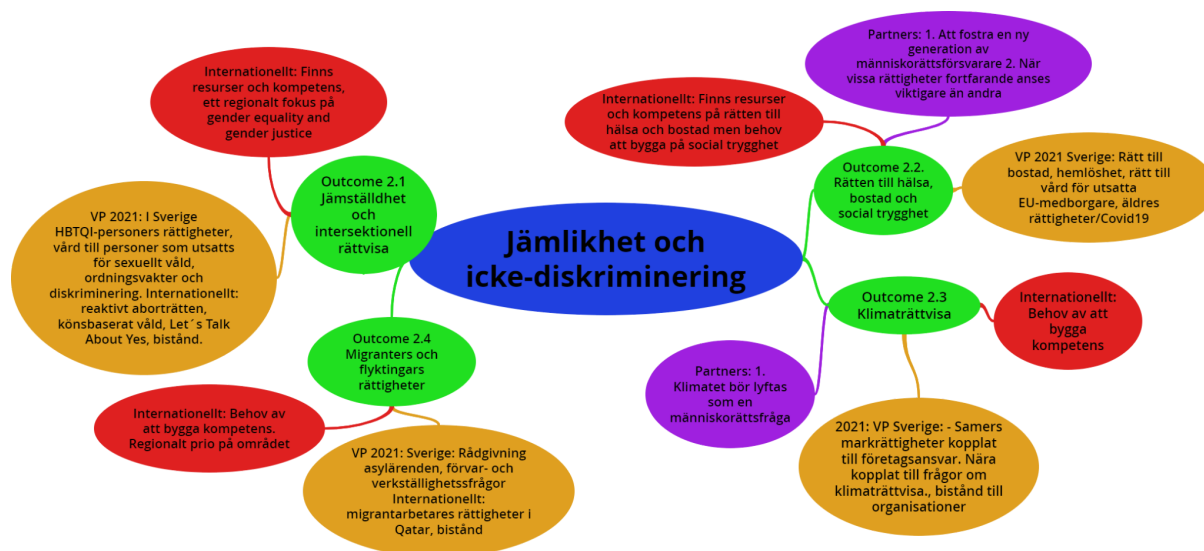 Jämlikhet och
icke-diskriminering
Internationellt: Finns
resurser och kompetens,
ett regionalt fokus på
gender equality and
gender justice
Outcome 2.1
Jämställdhet
och
intersektionell
rättvisa
VP 2021: I Sverige
HBTQI-personers rättigheter,
vård till personer som utsatts
för sexuellt våld,
ordningsvakter och
diskriminering. Internationellt:
reaktivt aborträtten,
könsbaserat våld, Let´s Talk
About Yes, bistånd.
Outcome 2.4
Migranters och
flyktingars
rättigheter
Internationellt: Behov av
att bygga kompetens.
Regionalt prio på området
VP 2021: Sverige: Rådgivning
asylärenden, förvar- och
verkställighessfrågor
Internationellt:
migrantarbetares rättigheter i
Qatar, bistånd
Partners: 1. Att fostra en ny
generation av
människorättsförsvarare 2. När
vissa rättigheter fortfarande anses
viktigare än andra
Internationellt: Finns resurser
och kompetens på rätten till
hälsa och bostad men behov
att bygga på social trygghet
Outcome 2.2.
Rätten till hälsa,
bostad och
social trygghet
VP 2021 Sverige: Rätt till
bostad, hemlöshet, rätt till
vård för utsatta
EU-medborgare, äldres
rättigheter/Covid19
Outcome 2.3
Klimaträttvisa
Internationellt:
Behov av att
bygga
kompetens
Partners: 1.
Klimatet bör lyftas
som en
människorättsfråga
2021: VP Sverige: - Samers
markrättigheter kopplat
till företagsansvar. Nära
kopplat till frågor om
klimaträttvisa., bistånd till
organisationer